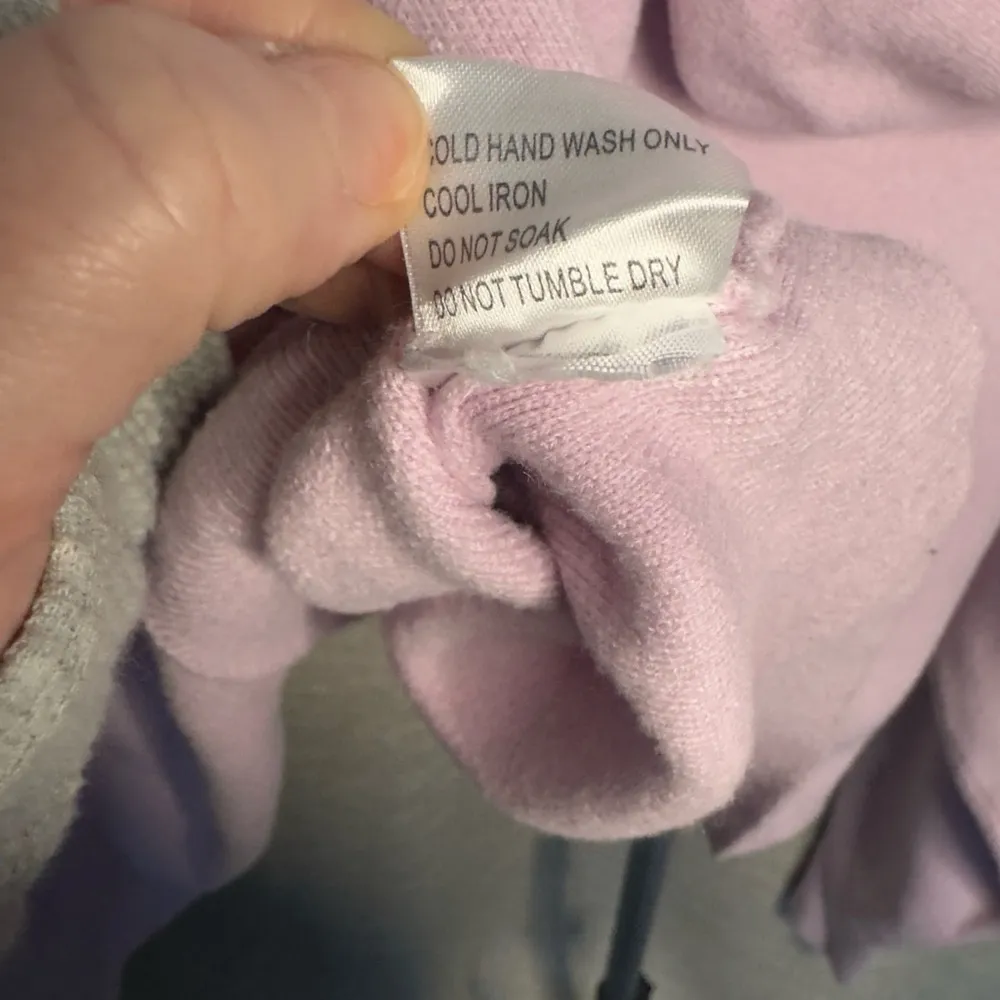 COLD HAND WASH ONLY
COOL IRON
DO NOT SOAK
DO NOT TUMBLE DRY